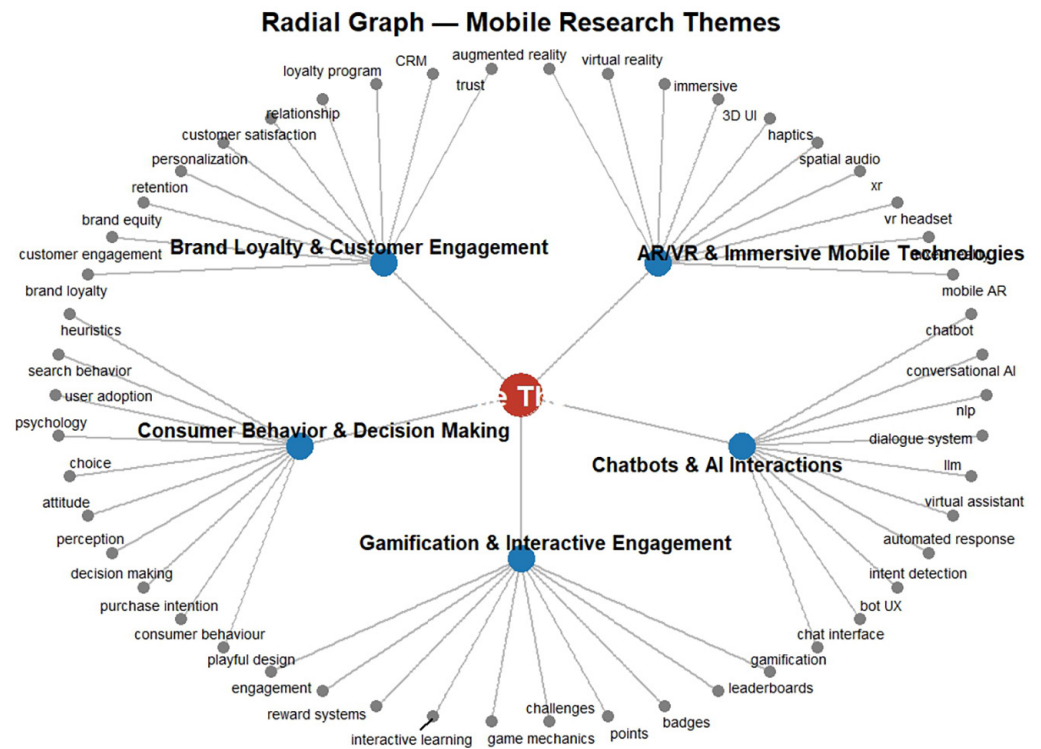 Radial Graph — Mobile Research Themes
augmented reality
virtual reality
CRM
loyalty program
trust
immersive
relationship
3D UI
customer satisfaction
haptics
personalization
spatial audio
retention
xr
brand equity
vr headset
Brand Loyalty & Customer Engagement
AR/VR & Immersive Mobile Technologies
customer engagement
brand loyalty
mobile AR
heuristics
chatbot
search behavior
conversational AI
user adoption
nlp
psychology
Consumer Behavior & Decision Making
dialogue system
choice
Chatbots & AI Interactions
llm
attitude
virtual assistant
perception
Gamification & Interactive Engagement
automated response
decision making
intent detection
purchase intention
bot UX
consumer behaviour
chat interface
playful design
gamification
engagement
leaderboards
reward systems
challenges
badges
interactive learning
game mechanics
points